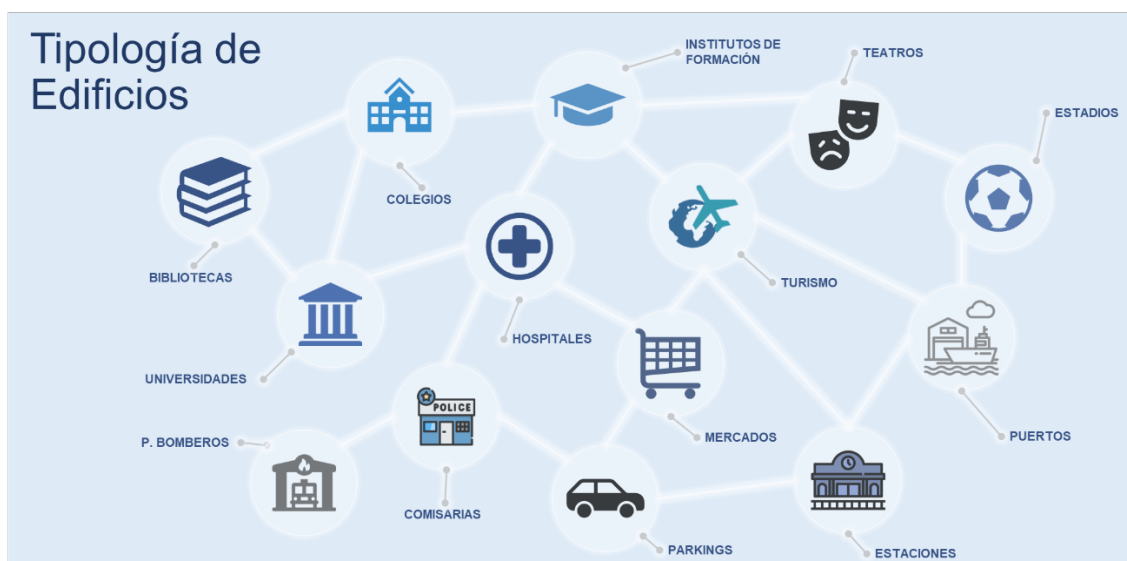 Tipología de
Edificios
INSTITUTOS DE
FORMACIÓN
TEATROS
ESTADIOS
COLEGIOS
BIBLIOTECAS
TURISMO
HOSPITALES
UNIVERSIDADES
POLICE
P. BOMBEROS
MERCADOS
PUERTOS
COMISARIAS
PARKINGS
ESTACIONES